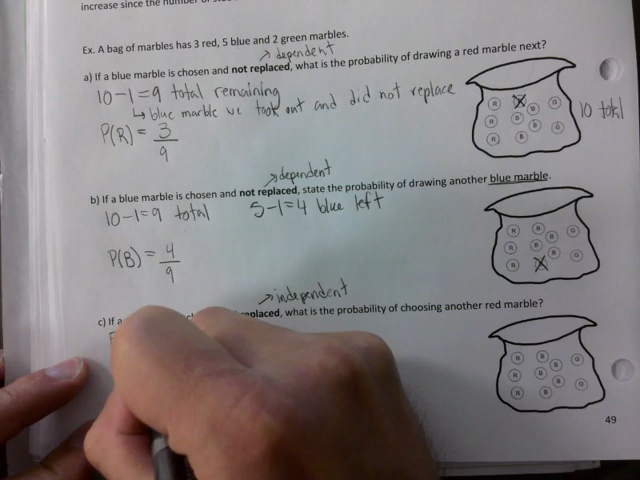 increase since the number of
Ex. A bag of marbles has 3 red, 5 blue and 2 green marbles.
→ dependent
a) If a blue marble is chosen and not replaced, what is the probability of drawing a red marble next?
10-1=9 total remaining
↳ blue marble we took out and did not replace
P(R) = 3/9
R X B G
R B B G
R B
10 total
→ dependent
b) If a blue marble is chosen and not replaced, state the probability of drawing another blue marble.
10-1=9 total 5-1=4 blue left
P(B) = 4/9
R B B G
R B B G
R X
→ independent
c) If a replaced, what is the probability of choosing another red marble?
R B B G
R B B G
R B
49